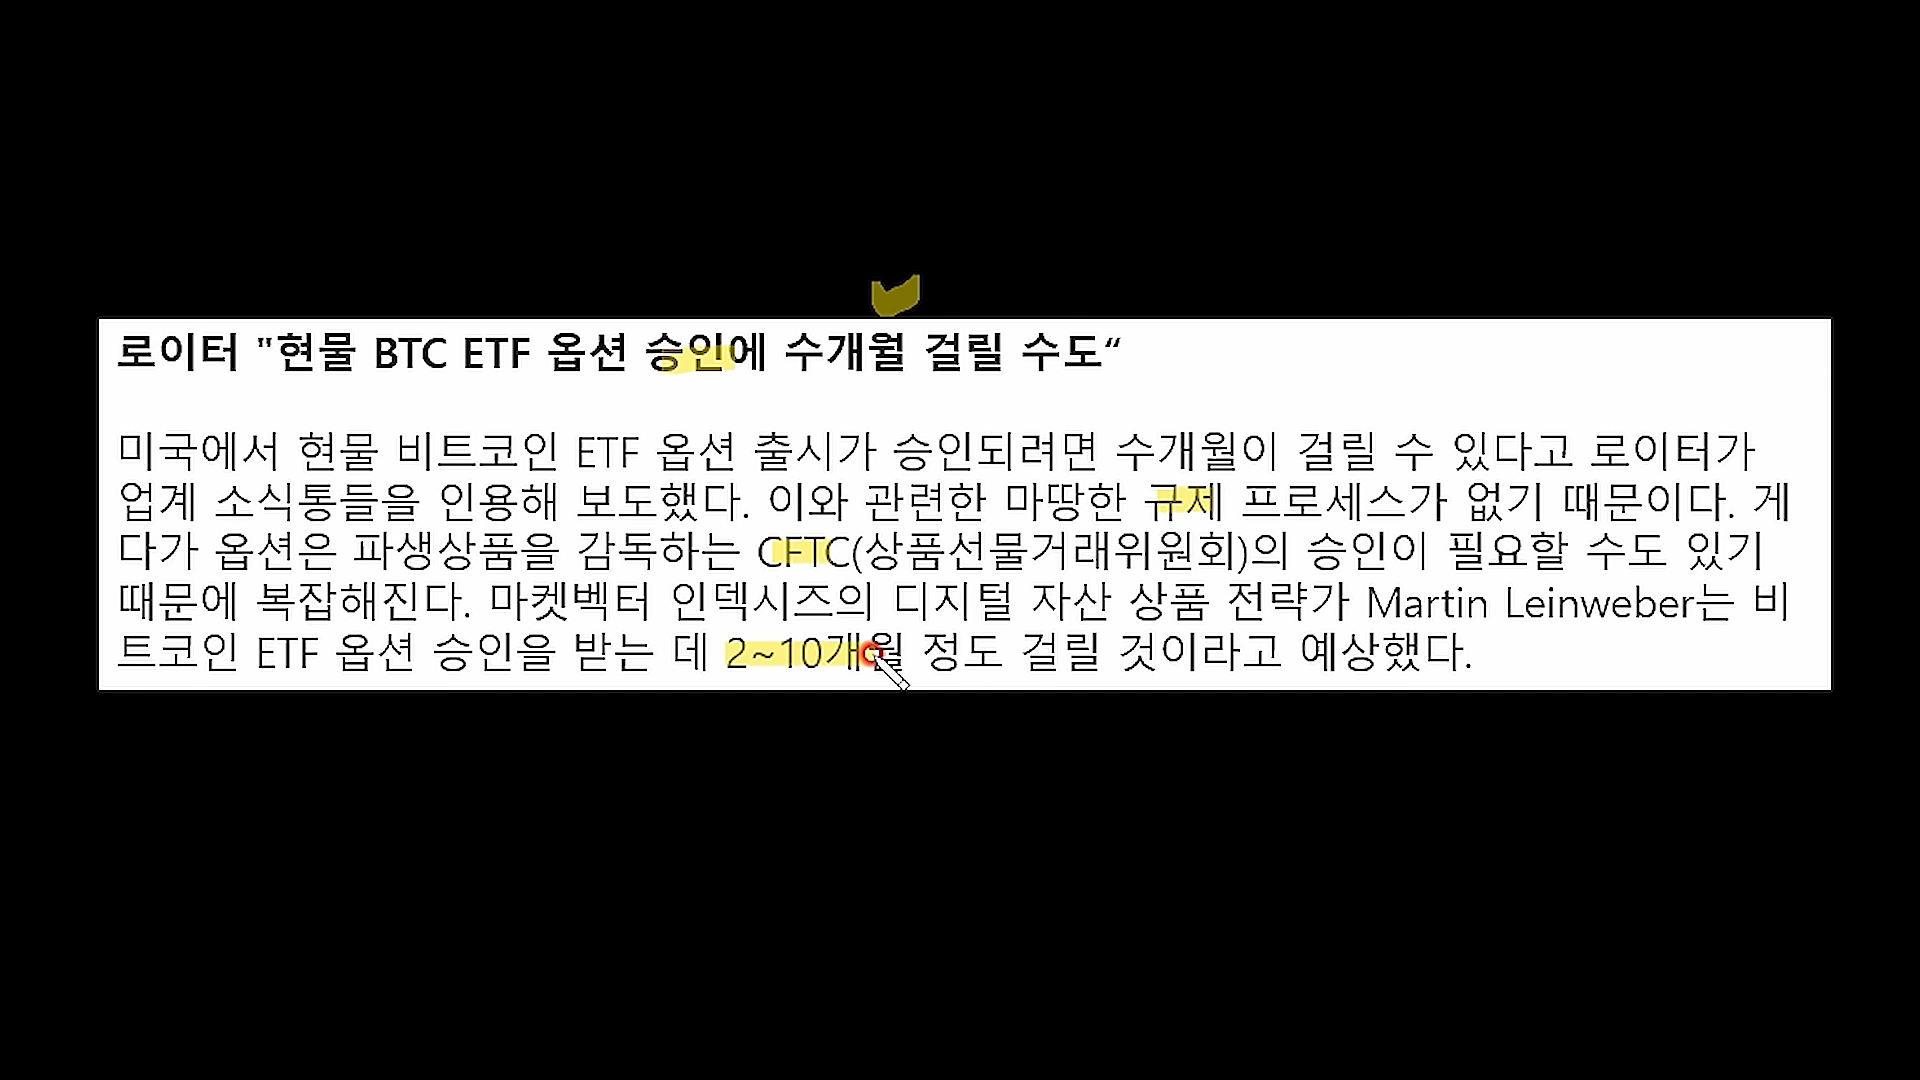 로이터 "현물 BTC ETF 옵션 승인에 수개월 걸릴 수도“
미국에서 현물 비트코인 ETF 옵션 출시가 승인되려면 수개월이 걸릴 수 있다고 로이터가
업계 소식통들을 인용해 보도했다. 이와 관련한 마땅한 규제 프로세스가 없기 때문이다. 게
다가 옵션은 파생상품을 감독하는 CFTC(상품선물거래위원회)의 승인이 필요할 수도 있기
때문에 복잡해진다. 마켓벡터 인덱시즈의 디지털 자산 상품 전략가 Martin Leinweber는 비
트코인 ETF 옵션 승인을 받는 데 2~10개월 정도 걸릴 것이라고 예상했다.